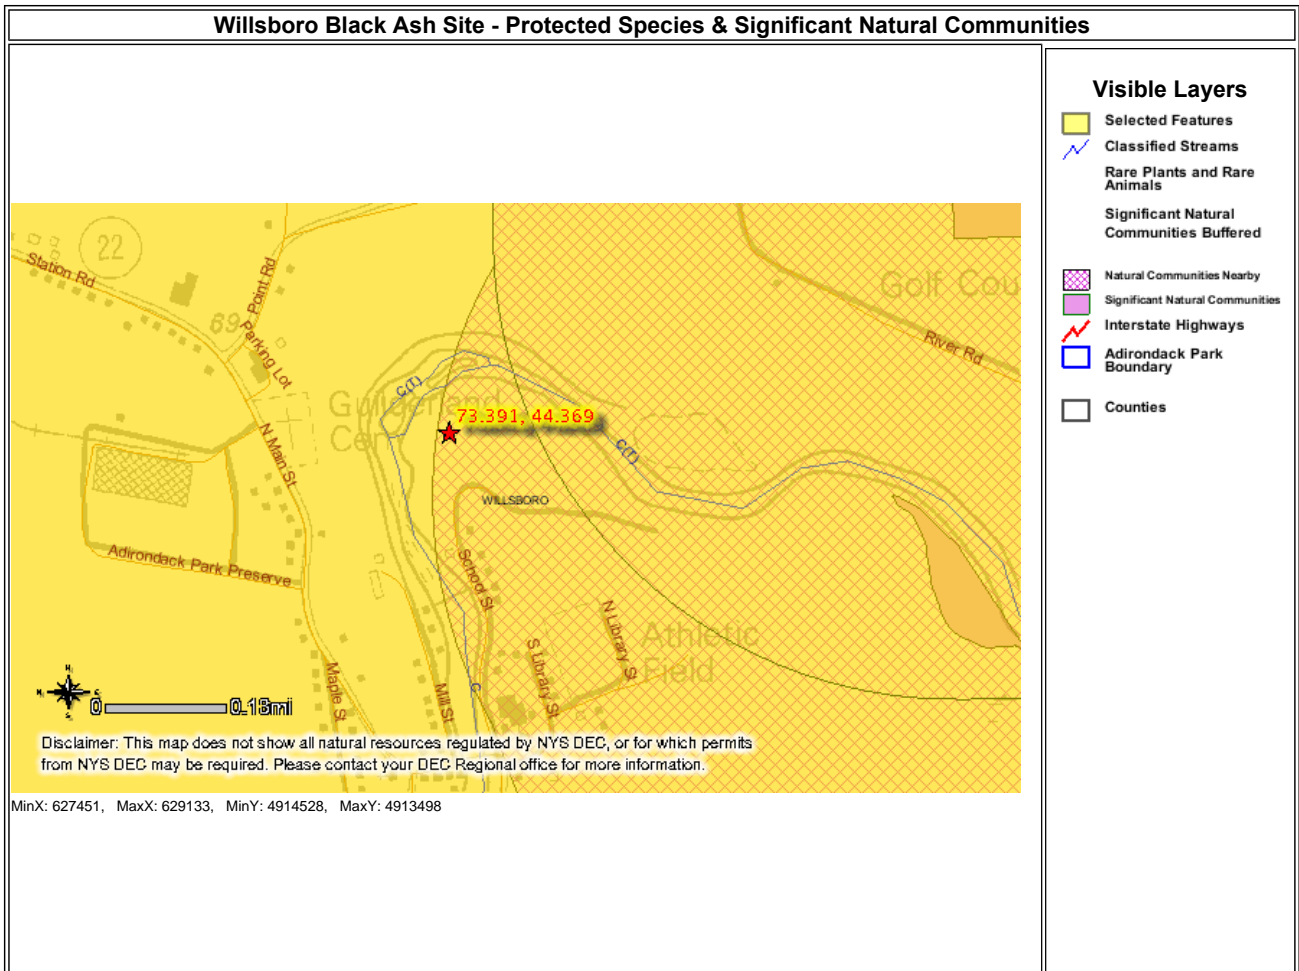 Willsboro Black Ash Site - Protected Species & Significant Natural Communities
Visible Layers
Selected Features
Classified Streams
Rare Plants and Rare
Animals
Significant Natural
Communities Buffered
Natural Communities Nearby
Significant Natural Communities
Interstate Highways
Adirondack Park
Boundary
Counties
22
Station Rd
Point Rd
69
Parking Lot
N Main St
Golf Cou
River Rd
C(T)
73.391, 44.369
C(T)
WILLSBORO
Adirondack Park Preserve
School St
N Library St
S Library St
Athletic
Field
Maple St
Mill St
C
0
0.18mi
Disclaimer: This map does not show all natural resources regulated by NYS DEC, or for which permits
from NYS DEC may be required. Please contact your DEC Regional office for more information.
MinX: 627451, MaxX: 629133, MinY: 4914528, MaxY: 4913498